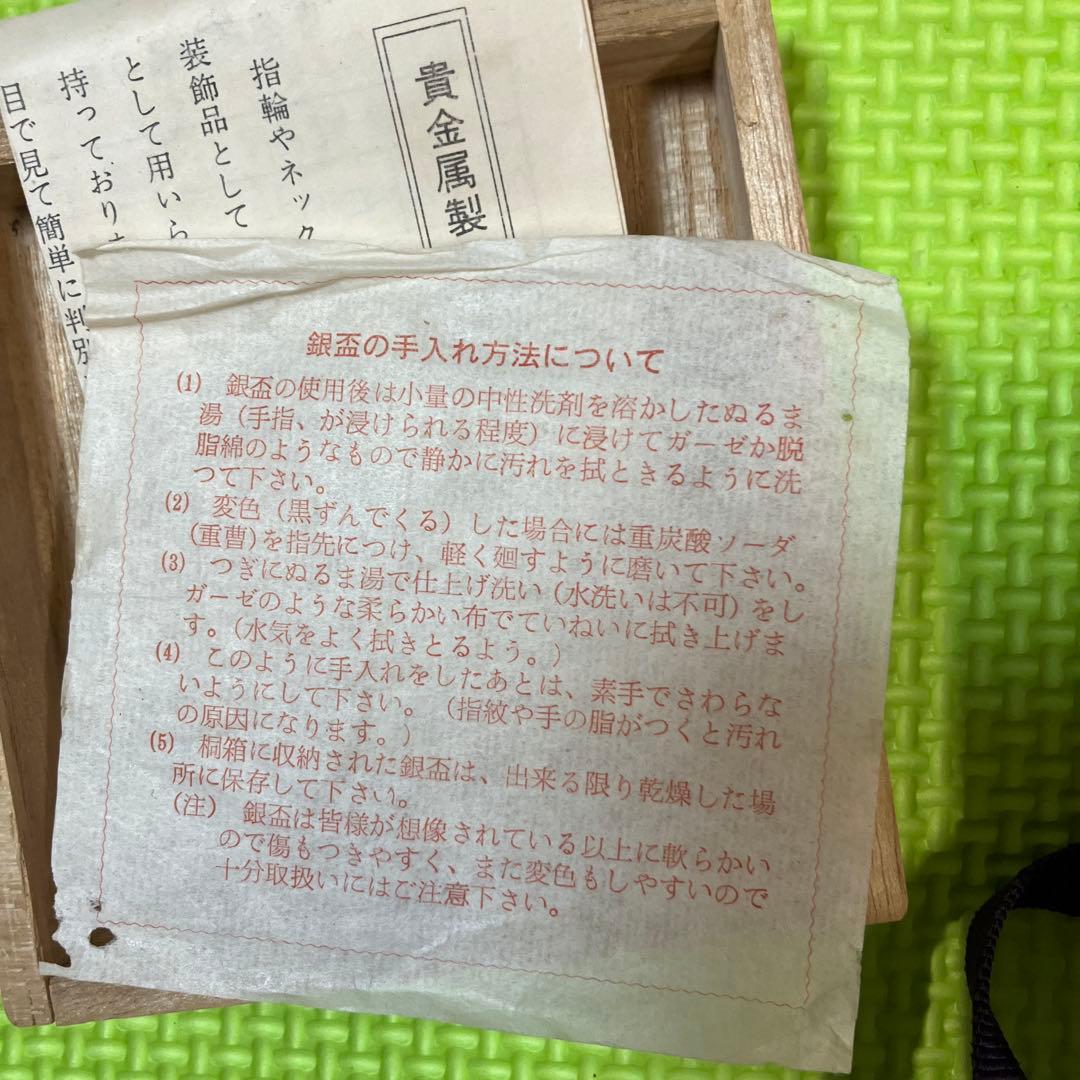 貴金属製
指輪やネック
装飾品として
として用いら
持っており
目で見て簡単に判別
銀盃の手入れ方法について
(1) 銀盃の使用後は小量の中性洗剤を溶かしたぬるま
湯（手指、が浸けられる程度）に浸けてガーゼか脱
脂綿のようなもので静かに汚れを拭ときるように洗
つて下さい。
(2) 変色（黒ずんでくる）した場合には重炭酸ソーダ
(重曹)を指先につけ、軽く廻すように磨いて下さい。
(3) つぎにぬるま湯で仕上げ洗い（水洗いは不可）をし
ガーゼのような柔らかい布でていねいに拭き上げま
す。（水気をよく拭きとるよう。）
(4) このように手入れをしたあとは、素手でさわらな
いようにして下さい。（指紋や手の脂がつくと汚れ
の原因になります。）
(5) 桐箱に収納された銀盃は、出来る限り乾燥した場
所に保存して下さい。
（注） 銀盃は皆様が想像されている以上に軟らかい
ので傷もつきやすく、また変色もしやすいので
十分取扱いにはご注意下さい。